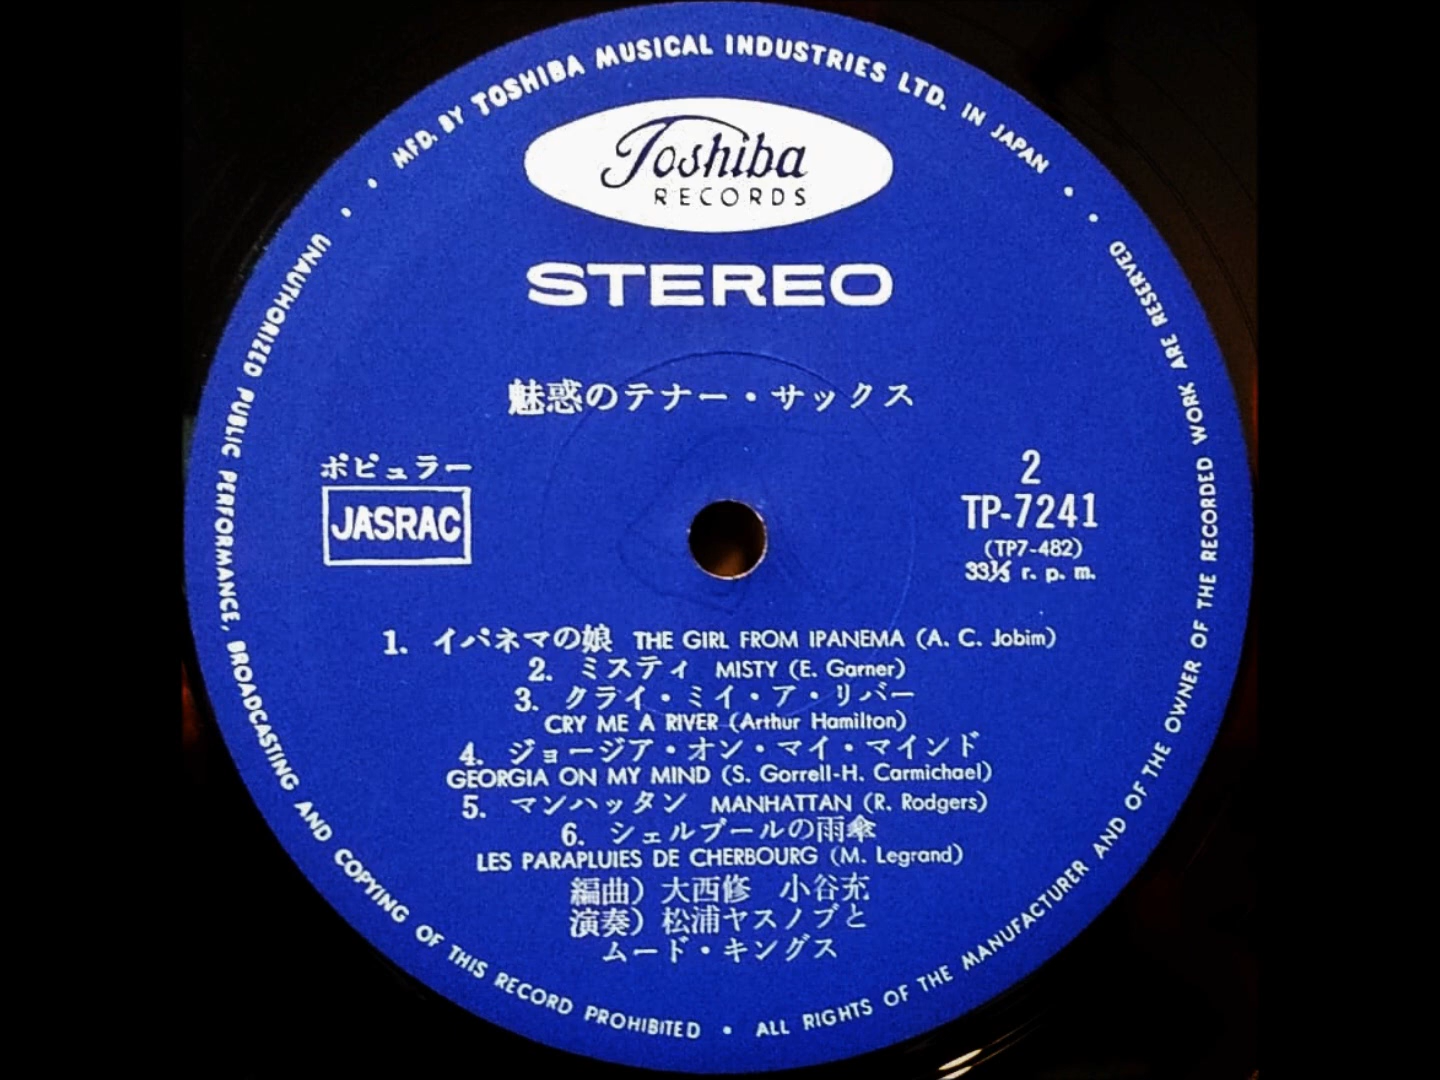 MFD. BY TOSHIBA MUSICAL INDUSTRIES LTD. IN JAPAN
Toshiba
RECORDS
STEREO
魅惑のテナー・サックス
ポピュラー
JASRAC
2
TP-7241
(TP7-482)
33⅓ r. p. m.
1. イパネマの娘 THE GIRL FROM IPANEMA (A. C. Jobim)
2. ミスティ MISTY (E. Garner)
3. クライ・ミイ・ア・リバー
CRY ME A RIVER (Arthur Hamilton)
4. ジョージア・オン・マイ・マインド
GEORGIA ON MY MIND (S. Gorrell-H. Carmichael)
5. マンハッタン MANHATTAN (R. Rodgers)
6. シェルブールの雨傘
LES PARAPLUIES DE CHERBOURG (M. Legrand)
編曲) 大西修 小谷充
演奏) 松浦ヤスノブと
ムード・キングス
UNAUTHORIZED PUBLIC PERFORMANCE, BROADCASTING AND COPYING OF THIS RECORD PROHIBITED • ALL RIGHTS OF THE MANUFACTURER AND OF THE OWNER OF THE RECORDED WORK ARE RESERVED